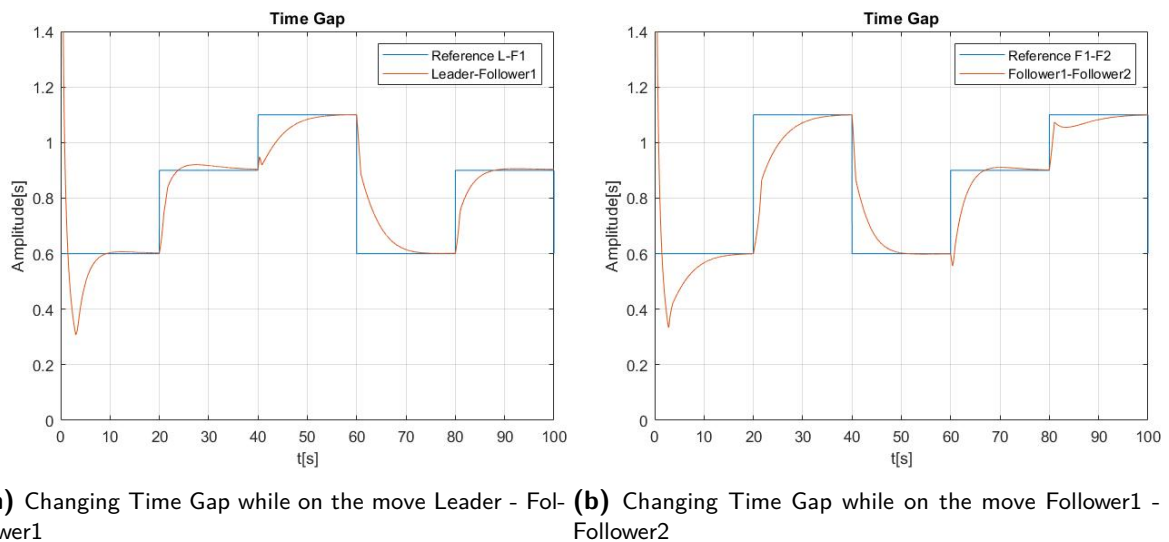 Time Gap
1.4
1.2
1
0.8
0.6
0.4
0.2
0
Amplitude[s]
Reference L-F1
Leader-Follower1
0 10 20 30 40 50 60 70 80 90 100
t[s]
Time Gap
1.4
1.2
1
0.8
0.6
0.4
0.2
0
Amplitude[s]
Reference F1-F2
Follower1-Follower2
0 10 20 30 40 50 60 70 80 90 100
t[s]
) Changing Time Gap while on the move Leader - Fol-
wer1
(b) Changing Time Gap while on the move Follower1 -
Follower2